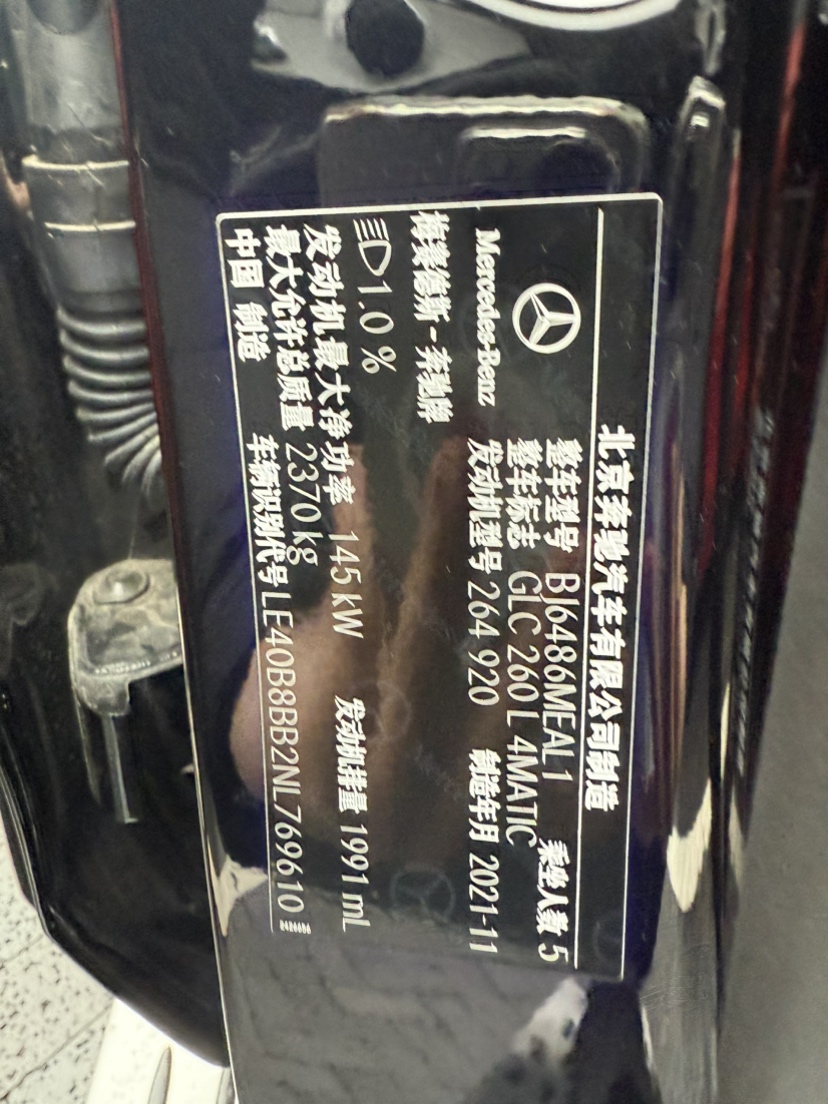 北京奔驰汽车有限公司制造
整车型号 BJ6486MEAL1 乘坐人数 5
Mercedes-Benz 整车标志 GLC 260 L 4MATIC
发动机型号 264 920 制造年月 2021-11
梅赛德斯-奔驰牌
1.0 %
发动机最大净功率 145 kW 发动机排量 1991 mL
最大允许总质量 2370 kg
中国 制造 车辆识别代号 LE40B8BB2NL769610